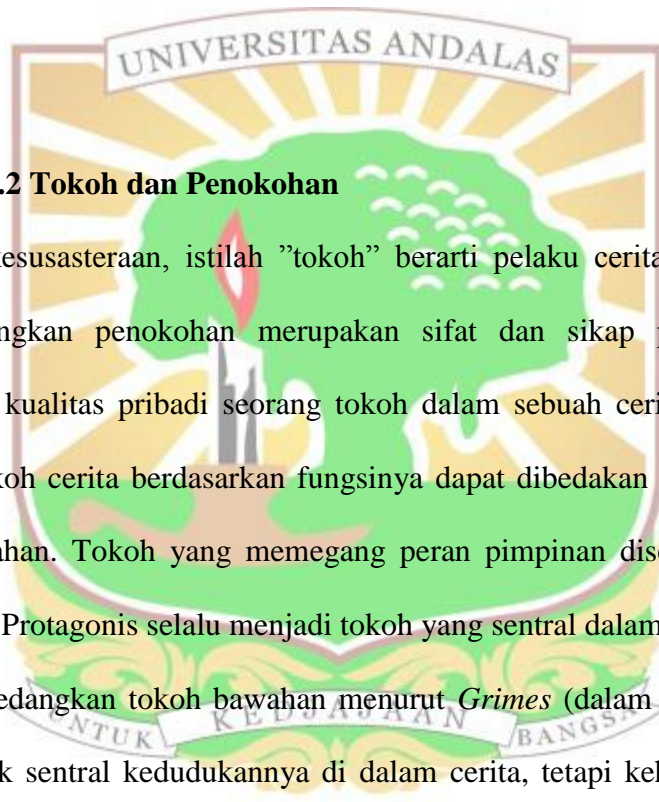 UNIVERSITAS ANDALAS
.2 Tokoh dan Penokohan
kesusasteraan, istilah ”tokoh” berarti pelaku cerita
ngkan penokohan merupakan sifat dan sikap
kualitas pribadi seorang tokoh dalam sebuah ceri
koh cerita berdasarkan fungsinya dapat dibedakan
ahan. Tokoh yang memegang peran pimpinan dis
Protagonis selalu menjadi tokoh yang sentral dalam
edangkan tokoh bawahan menurut Grimes (dalam
UNTUK KEDJAJAAN BANGSA
k sentral kedudukannya di dalam cerita, tetapi ke